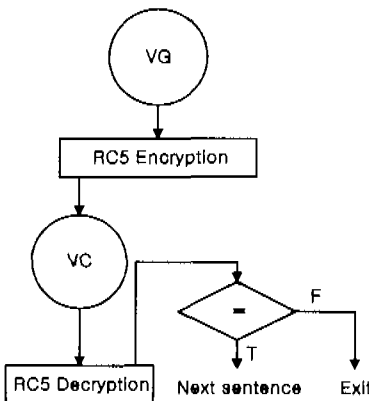 VG
RC5 Encryption
VC
F
=
T
RC5 Decryption
Next sentence
Exit